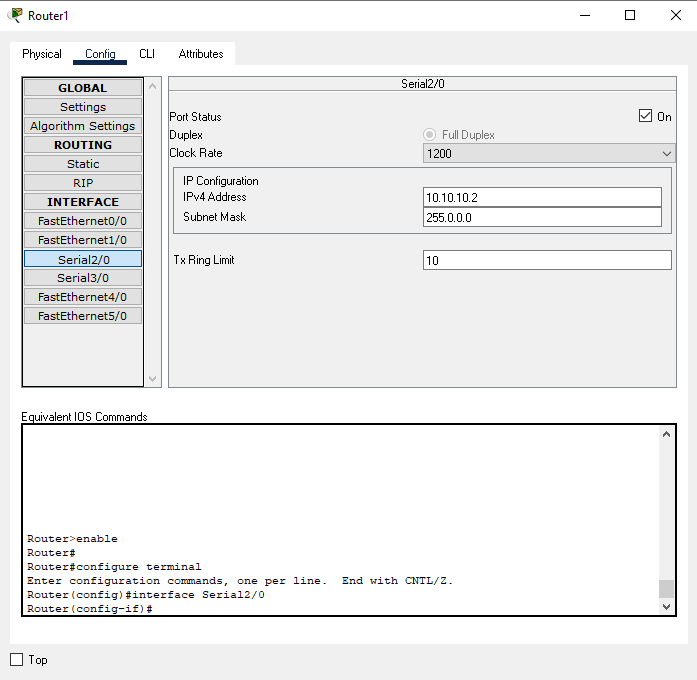 Router1
Physical Config CLI Attributes
GLOBAL
Settings
Algorithm Settings
ROUTING
Static
RIP
INTERFACE
FastEthernet0/0
FastEthernet1/0
Serial2/0
Serial3/0
FastEthernet4/0
FastEthernet5/0
Serial2/0
Port Status On
Duplex Full Duplex
Clock Rate 1200
IP Configuration
IPv4 Address 10.10.10.2
Subnet Mask 255.0.0.0
Tx Ring Limit 10
Equivalent IOS Commands
Router>enable
Router#
Router#configure terminal
Enter configuration commands, one per line.  End with CNTL/Z.
Router(config)#interface Serial2/0
Router(config-if)#
Top